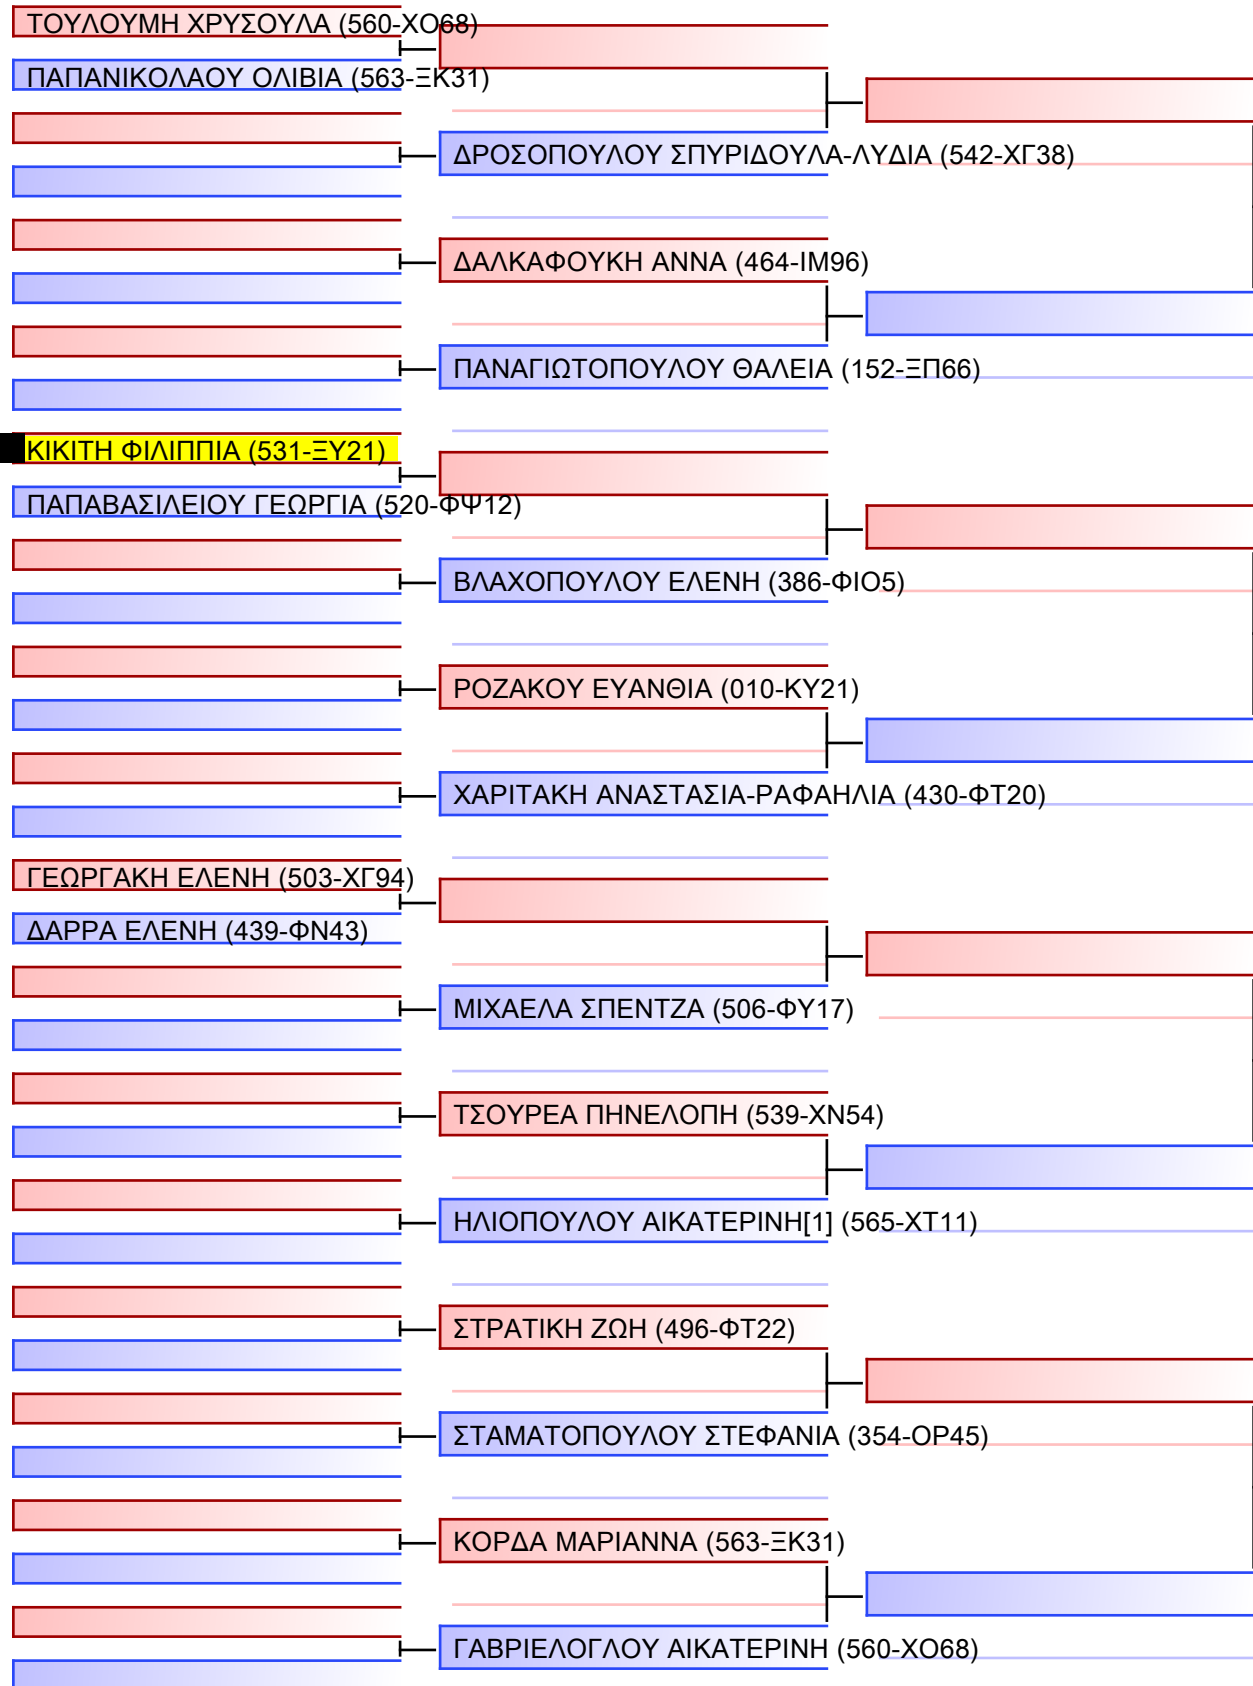 ΤΟΥΛΟΥΜΗ ΧΡΥΣΟΥΛΑ (560-ΧΟ68)
ΠΑΠΑΝΙΚΟΛΑΟΥ ΟΛΙΒΙΑ (563-ΞΚ31)
ΔΡΟΣΟΠΟΥΛΟΥ ΣΠΥΡΙΔΟΥΛΑ-ΛΥΔΙΑ (542-ΧΓ38)
ΔΑΛΚΑΦΟΥΚΗ ΑΝΝΑ (464-ΙΜ96)
ΠΑΝΑΓΙΩΤΟΠΟΥΛΟΥ ΘΑΛΕΙΑ (152-ΞΠ66)
ΚΙΚΙΤΗ ΦΙΛΙΠΠΙΑ (531-ΞΥ21)
ΠΑΠΑΒΑΣΙΛΕΙΟΥ ΓΕΩΡΓΙΑ (520-ΦΨ12)
ΒΛΑΧΟΠΟΥΛΟΥ ΕΛΕΝΗ (386-ΦΙΟ5)
ΡΟΖΑΚΟΥ ΕΥΑΝΘΙΑ (010-ΚΥ21)
ΧΑΡΙΤΑΚΗ ΑΝΑΣΤΑΣΙΑ-ΡΑΦΑΗΛΙΑ (430-ΦΤ20)
ΓΕΩΡΓΑΚΗ ΕΛΕΝΗ (503-ΧΓ94)
ΔΑΡΡΑ ΕΛΕΝΗ (439-ΦΝ43)
ΜΙΧΑΕΛΑ ΣΠΕΝΤΖΑ (506-ΦΥ17)
ΤΣΟΥΡΕΑ ΠΗΝΕΛΟΠΗ (539-ΧΝ54)
ΗΛΙΟΠΟΥΛΟΥ ΑΙΚΑΤΕΡΙΝΗ[1] (565-ΧΤ11)
ΣΤΡΑΤΙΚΗ ΖΩΗ (496-ΦΤ22)
ΣΤΑΜΑΤΟΠΟΥΛΟΥ ΣΤΕΦΑΝΙΑ (354-ΟΡ45)
ΚΟΡΔΑ ΜΑΡΙΑΝΝΑ (563-ΞΚ31)
ΓΑΒΡΙΕΛΟΓΛΟΥ ΑΙΚΑΤΕΡΙΝΗ (560-ΧΟ68)